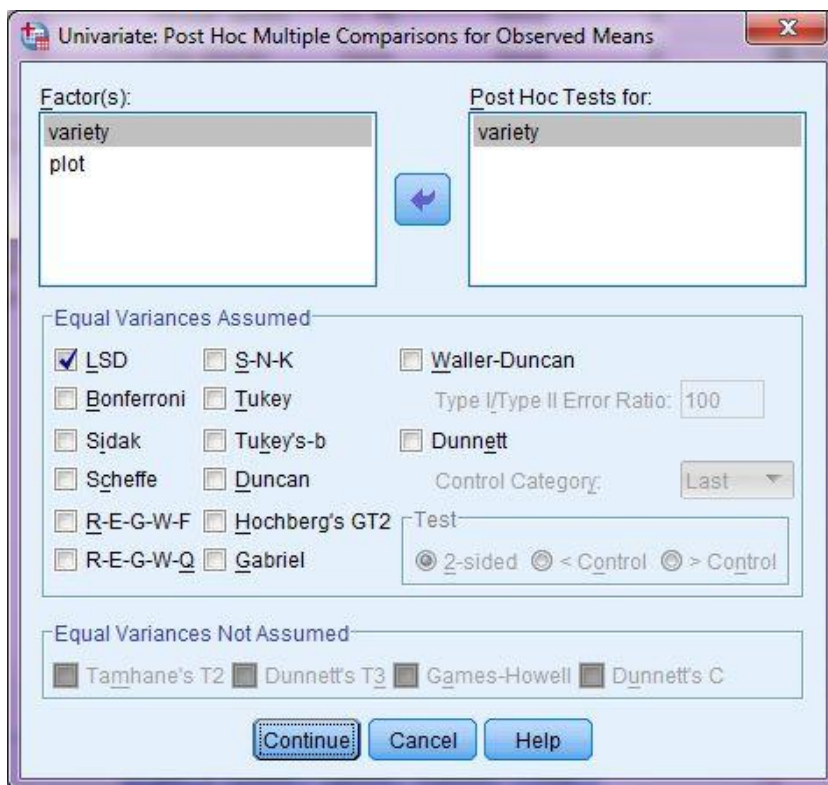 Univariate: Post Hoc Multiple Comparisons for Observed Means
Factor(s):
variety
plot
Post Hoc Tests for:
variety
Equal Variances Assumed
LSD S-N-K Waller-Duncan
Bonferroni Tukey Type I/Type II Error Ratio: 100
Sidak Tukey's-b Dunnett
Scheffe Duncan Control Category: Last
R-E-G-W-F Hochberg's GT2 Test
R-E-G-W-Q Gabriel 2-sided < Control > Control
Equal Variances Not Assumed
Tamhane's T2 Dunnett's T3 Games-Howell Dunnett's C
Continue Cancel Help